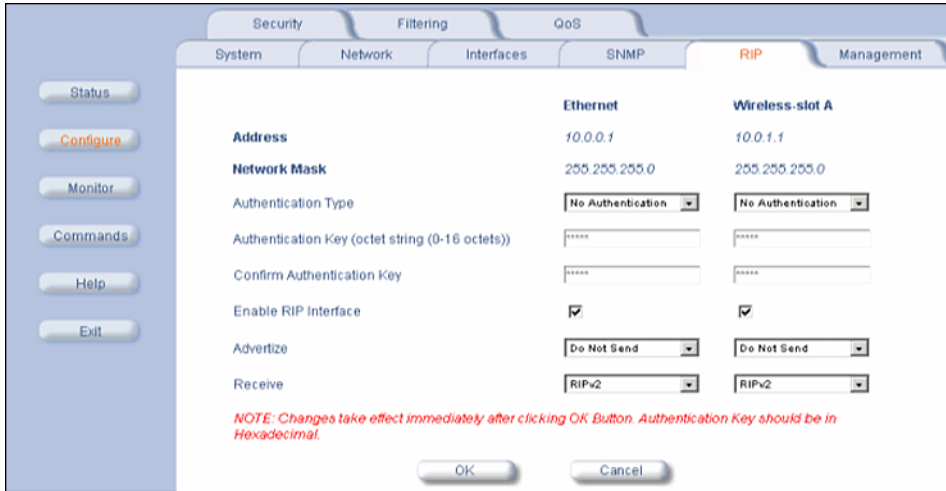 Security Filtering QoS
System Network Interfaces SNMP RIP Management
Status
Configure
Monitor
Commands
Help
Exit
Ethernet Wireless-slot A
Address 10.0.0.1 10.0.1.1
Network Mask 255.255.255.0 255.255.255.0
Authentication Type No Authentication No Authentication
Authentication Key (octet string (0-16 octets)) ***** *****
Confirm Authentication Key ***** *****
Enable RIP Interface
Advertize Do Not Send Do Not Send
Receive RIPv2 RIPv2
NOTE: Changes take effect immediately after clicking OK Button. Authentication Key should be in
Hexadecimal.
OK Cancel